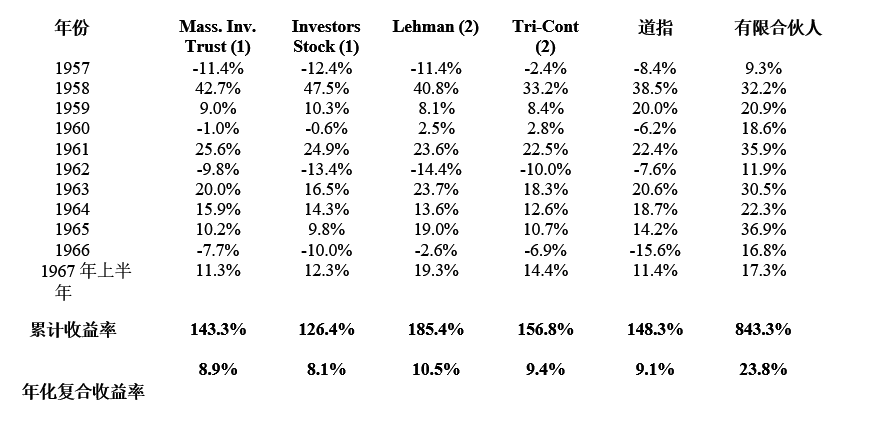 年份 Mass. Inv. Trust (1) Investors Stock (1) Lehman (2) Tri-Cont (2) 道指 有限合伙人
1957 -11.4% -12.4% -11.4% -2.4% -8.4% 9.3%
1958 42.7% 47.5% 40.8% 33.2% 38.5% 32.2%
1959 9.0% 10.3% 8.1% 8.4% 20.0% 20.9%
1960 -1.0% -0.6% 2.5% 2.8% -6.2% 18.6%
1961 25.6% 24.9% 23.6% 22.5% 22.4% 35.9%
1962 -9.8% -13.4% -14.4% -10.0% -7.6% 11.9%
1963 20.0% 16.5% 23.7% 18.3% 20.6% 30.5%
1964 15.9% 14.3% 13.6% 12.6% 18.7% 22.3%
1965 10.2% 9.8% 19.0% 10.7% 14.2% 36.9%
1966 -7.7% -10.0% -2.6% -6.9% -15.6% 16.8%
1967 年上半年 11.3% 12.3% 19.3% 14.4% 11.4% 17.3%
累计收益率 143.3% 126.4% 185.4% 156.8% 148.3% 843.3%
年化复合收益率 8.9% 8.1% 10.5% 9.4% 9.1% 23.8%